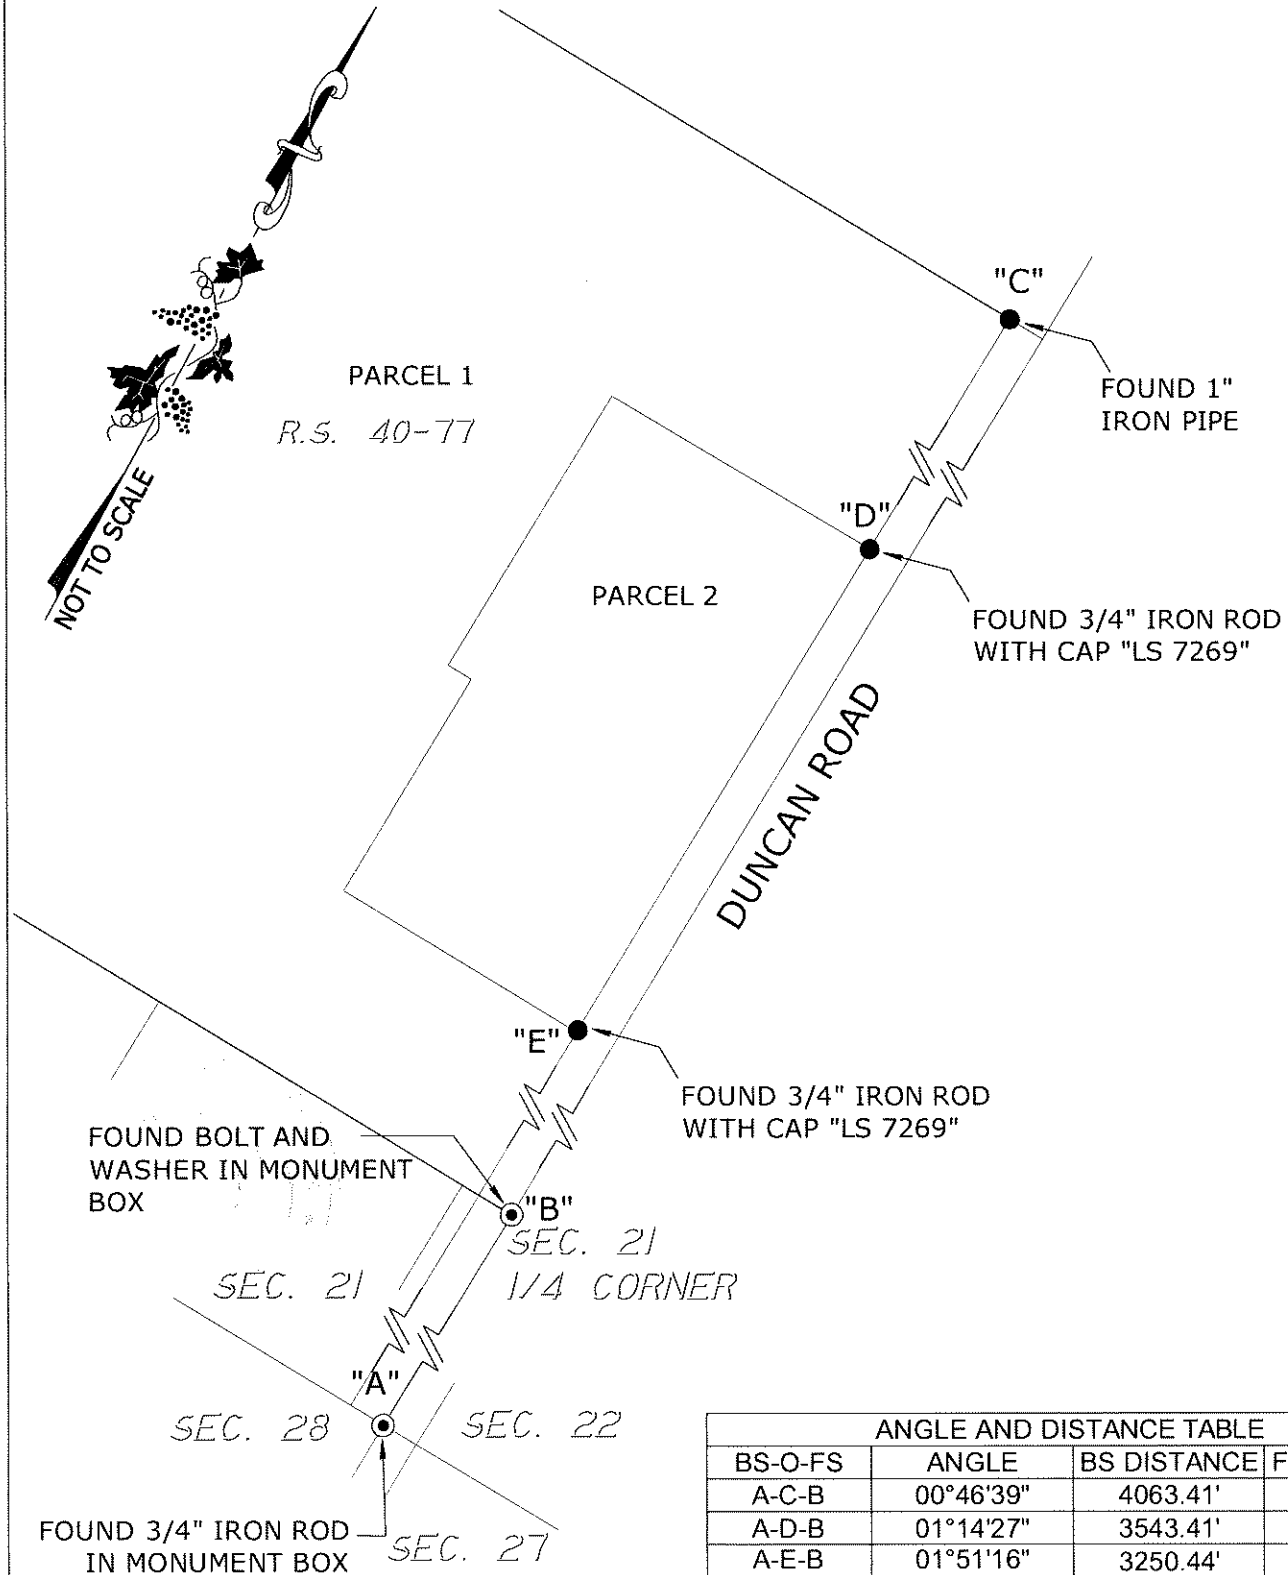 "C"
FOUND 1"
IRON PIPE
PARCEL 1
R.S. 40-77
NOT TO SCALE
"D"
PARCEL 2
FOUND 3/4" IRON ROD
WITH CAP "LS 7269"
DUNCAN ROAD
"E"
FOUND 3/4" IRON ROD
WITH CAP "LS 7269"
FOUND BOLT AND
WASHER IN MONUMENT
BOX
"B"
SEC. 21
1/4 CORNER
SEC. 21
"A"
SEC. 28
SEC. 22
FOUND 3/4" IRON ROD
IN MONUMENT BOX
SEC. 27
ANGLE AND DISTANCE TABLE
BS-O-FS ANGLE BS DISTANCE F
A-C-B 00°46'39" 4063.41'
A-D-B 01°14'27" 3543.41'
A-E-B 01°51'16" 3250.44'